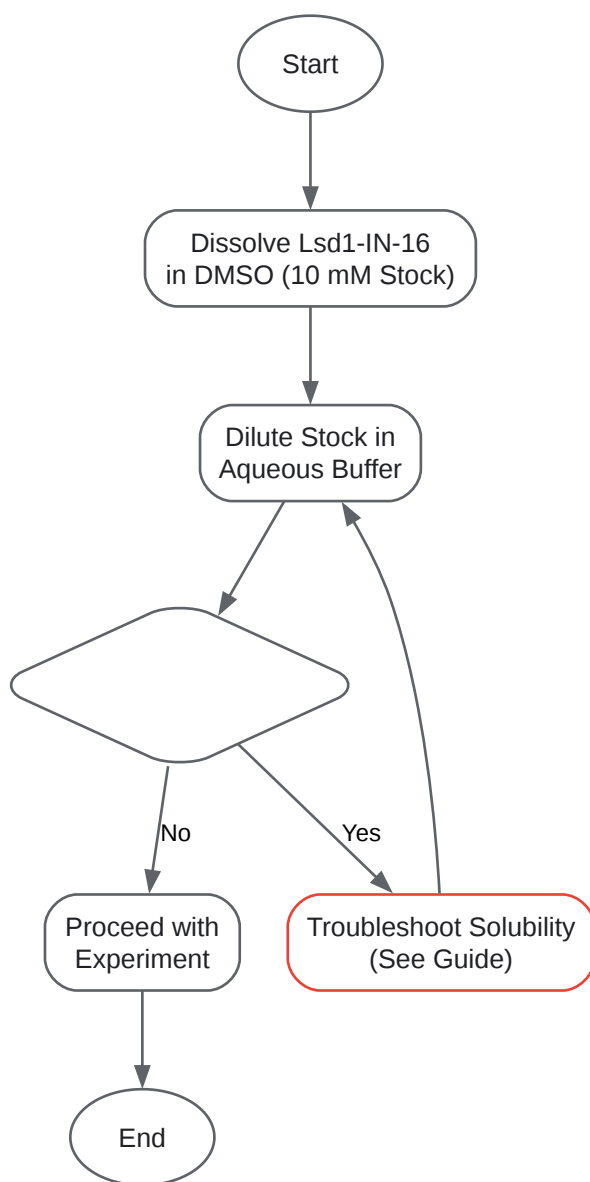 Start
Dissolve Lsd1-IN-16
in DMSO (10 mM Stock)
Dilute Stock in
Aqueous Buffer
No
Yes
Proceed with
Experiment
Troubleshoot Solubility
(See Guide)
End